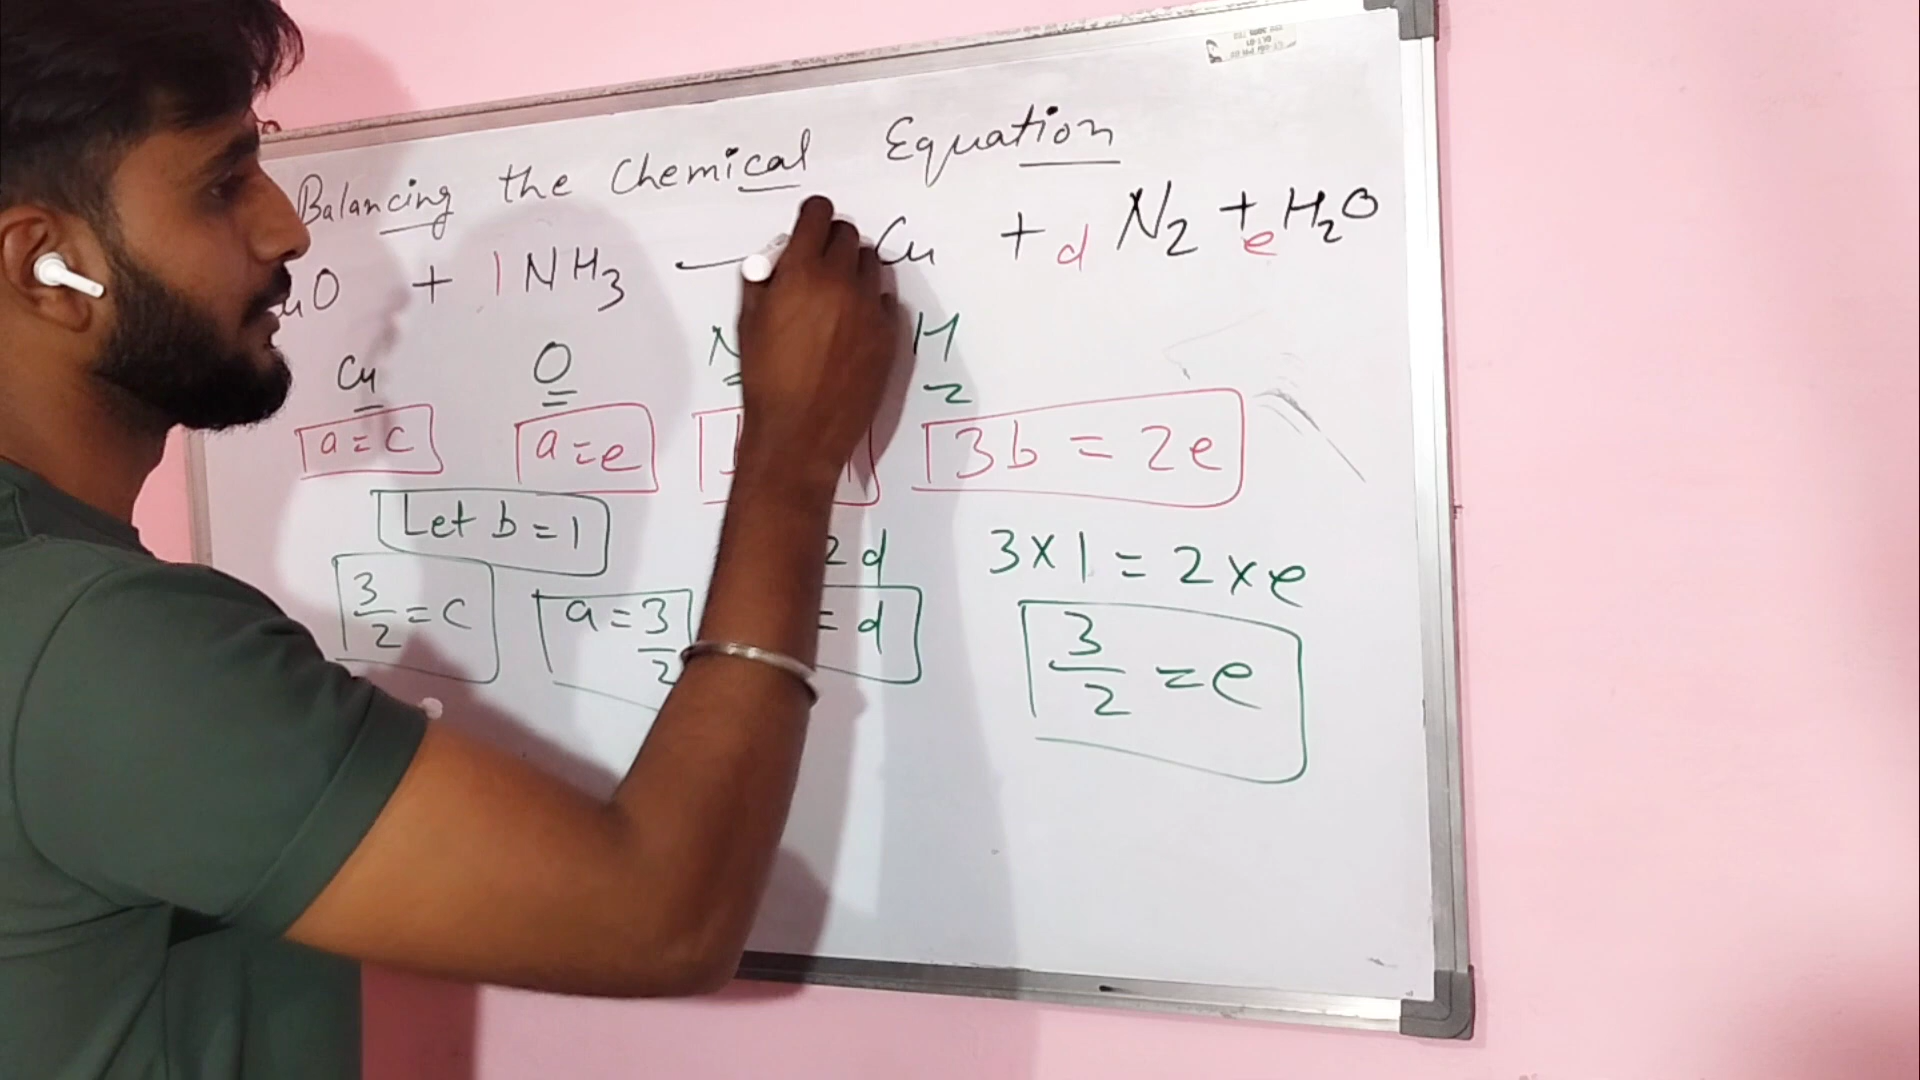 Balancing the Chemical Equation
uO + 1 NH3 Cu + d N2 + e H2O
Cu O N H
a = c a = e 3b = 2e
Let b = 1 2d 3 x 1 = 2 x e
3/2 = c a = 3/2 = d 3/2 = e